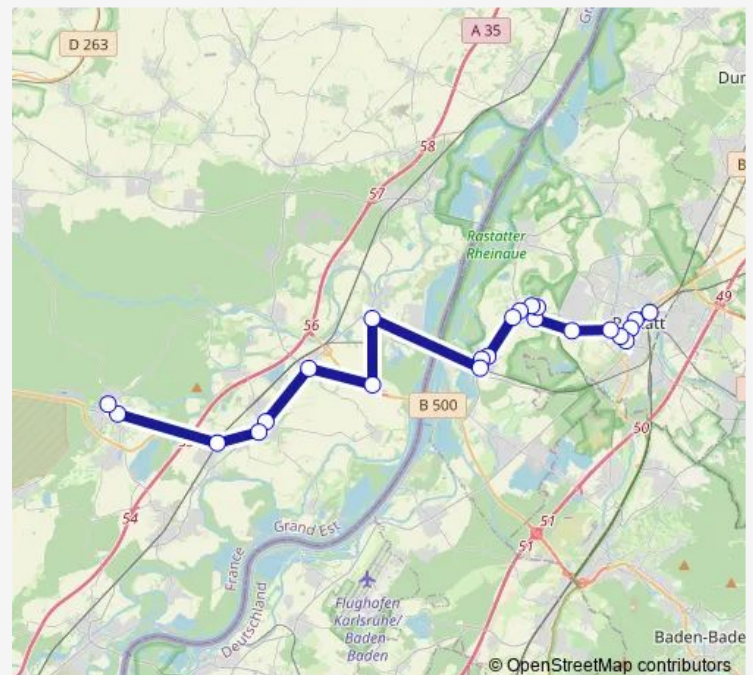 D 263
A 35
Dur
58
B
57
Rastatter
Rheinaue
49
56
B 500
50
54
51
51
Grand Est
France
Deutschland
Flughafen
Karlsruhe/
Baden-
Baden
Baden-Bade
© OpenStreetMap contributors